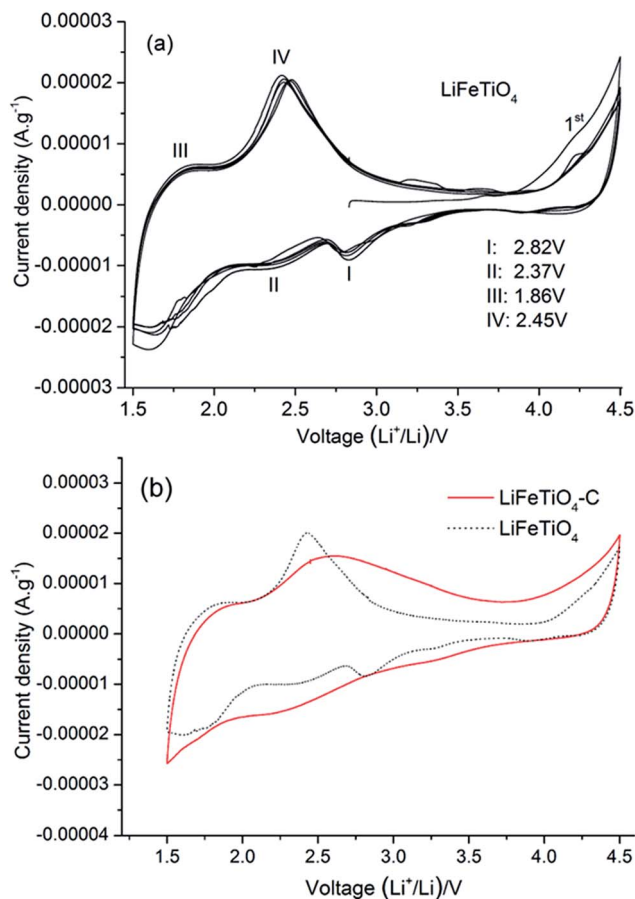 (a)
IV
LiFeTiO₄
III
1ˢᵗ
I
II
I: 2.82V
II: 2.37V
III: 1.86V
IV: 2.45V
0.00003
0.00002
0.00001
0.00000
-0.00001
-0.00002
-0.00003
Current density (A.g⁻¹)
1.5 2.0 2.5 3.0 3.5 4.0 4.5
Voltage (Li⁺/Li)/V
(b)
LiFeTiO₄-C
LiFeTiO₄
0.00003
0.00002
0.00001
0.00000
-0.00001
-0.00002
-0.00003
-0.00004
Current density (A.g⁻¹)
1.5 2.0 2.5 3.0 3.5 4.0 4.5
Voltage (Li⁺/Li)/V